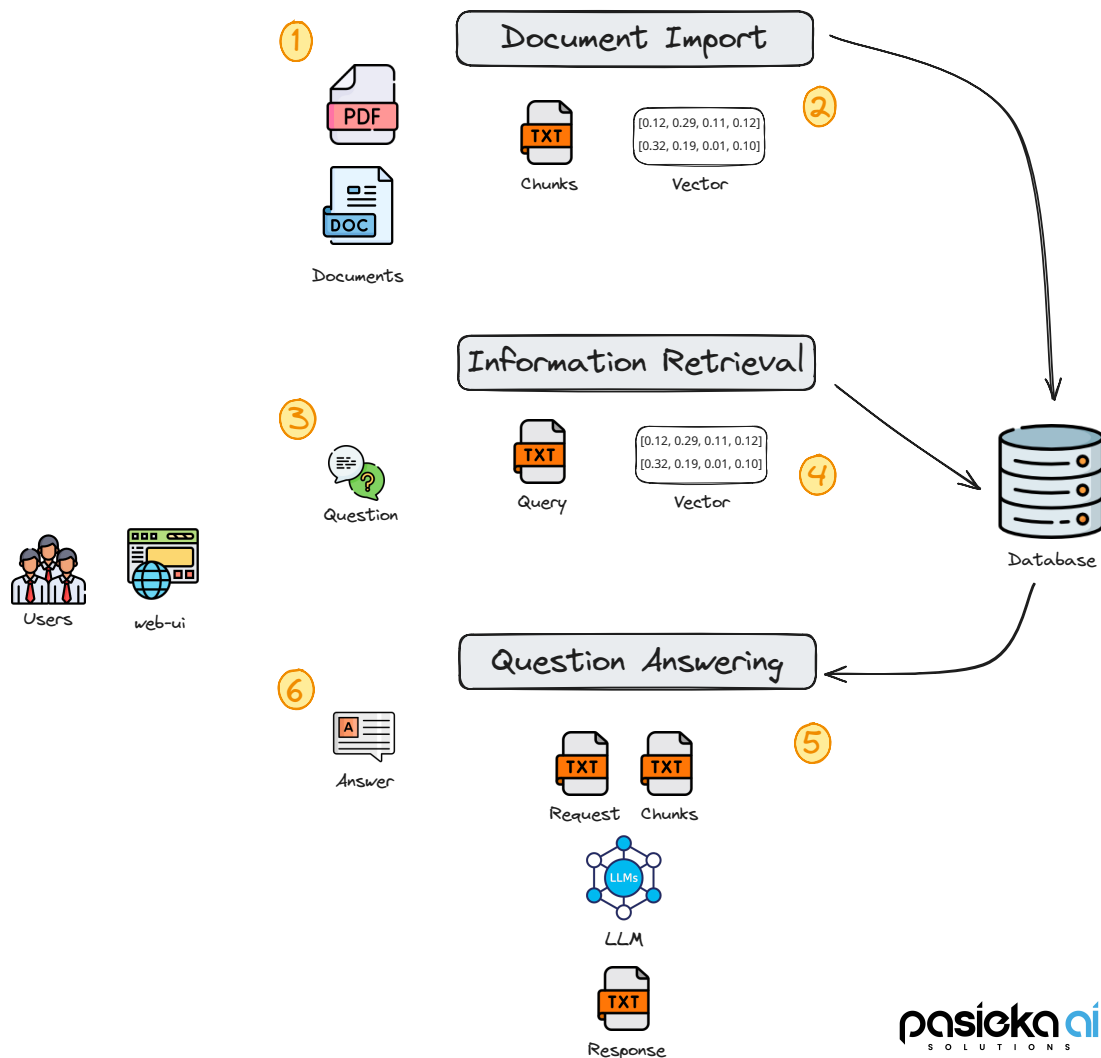 1
Document Import
PDF
2
TXT
[0.12, 0.29, 0.11, 0.12]
[0.32, 0.19, 0.01, 0.10]
Chunks
Vector
DOC
Documents
Information Retrieval
3
TXT
[0.12, 0.29, 0.11, 0.12]
[0.32, 0.19, 0.01, 0.10]
4
Question
Query
Vector
Database
Users
web-ui
Question Answering
6
A
Answer
5
TXT
TXT
Request
Chunks
LLMs
LLM
TXT
Response
pasieka ai
SOLUTIONS